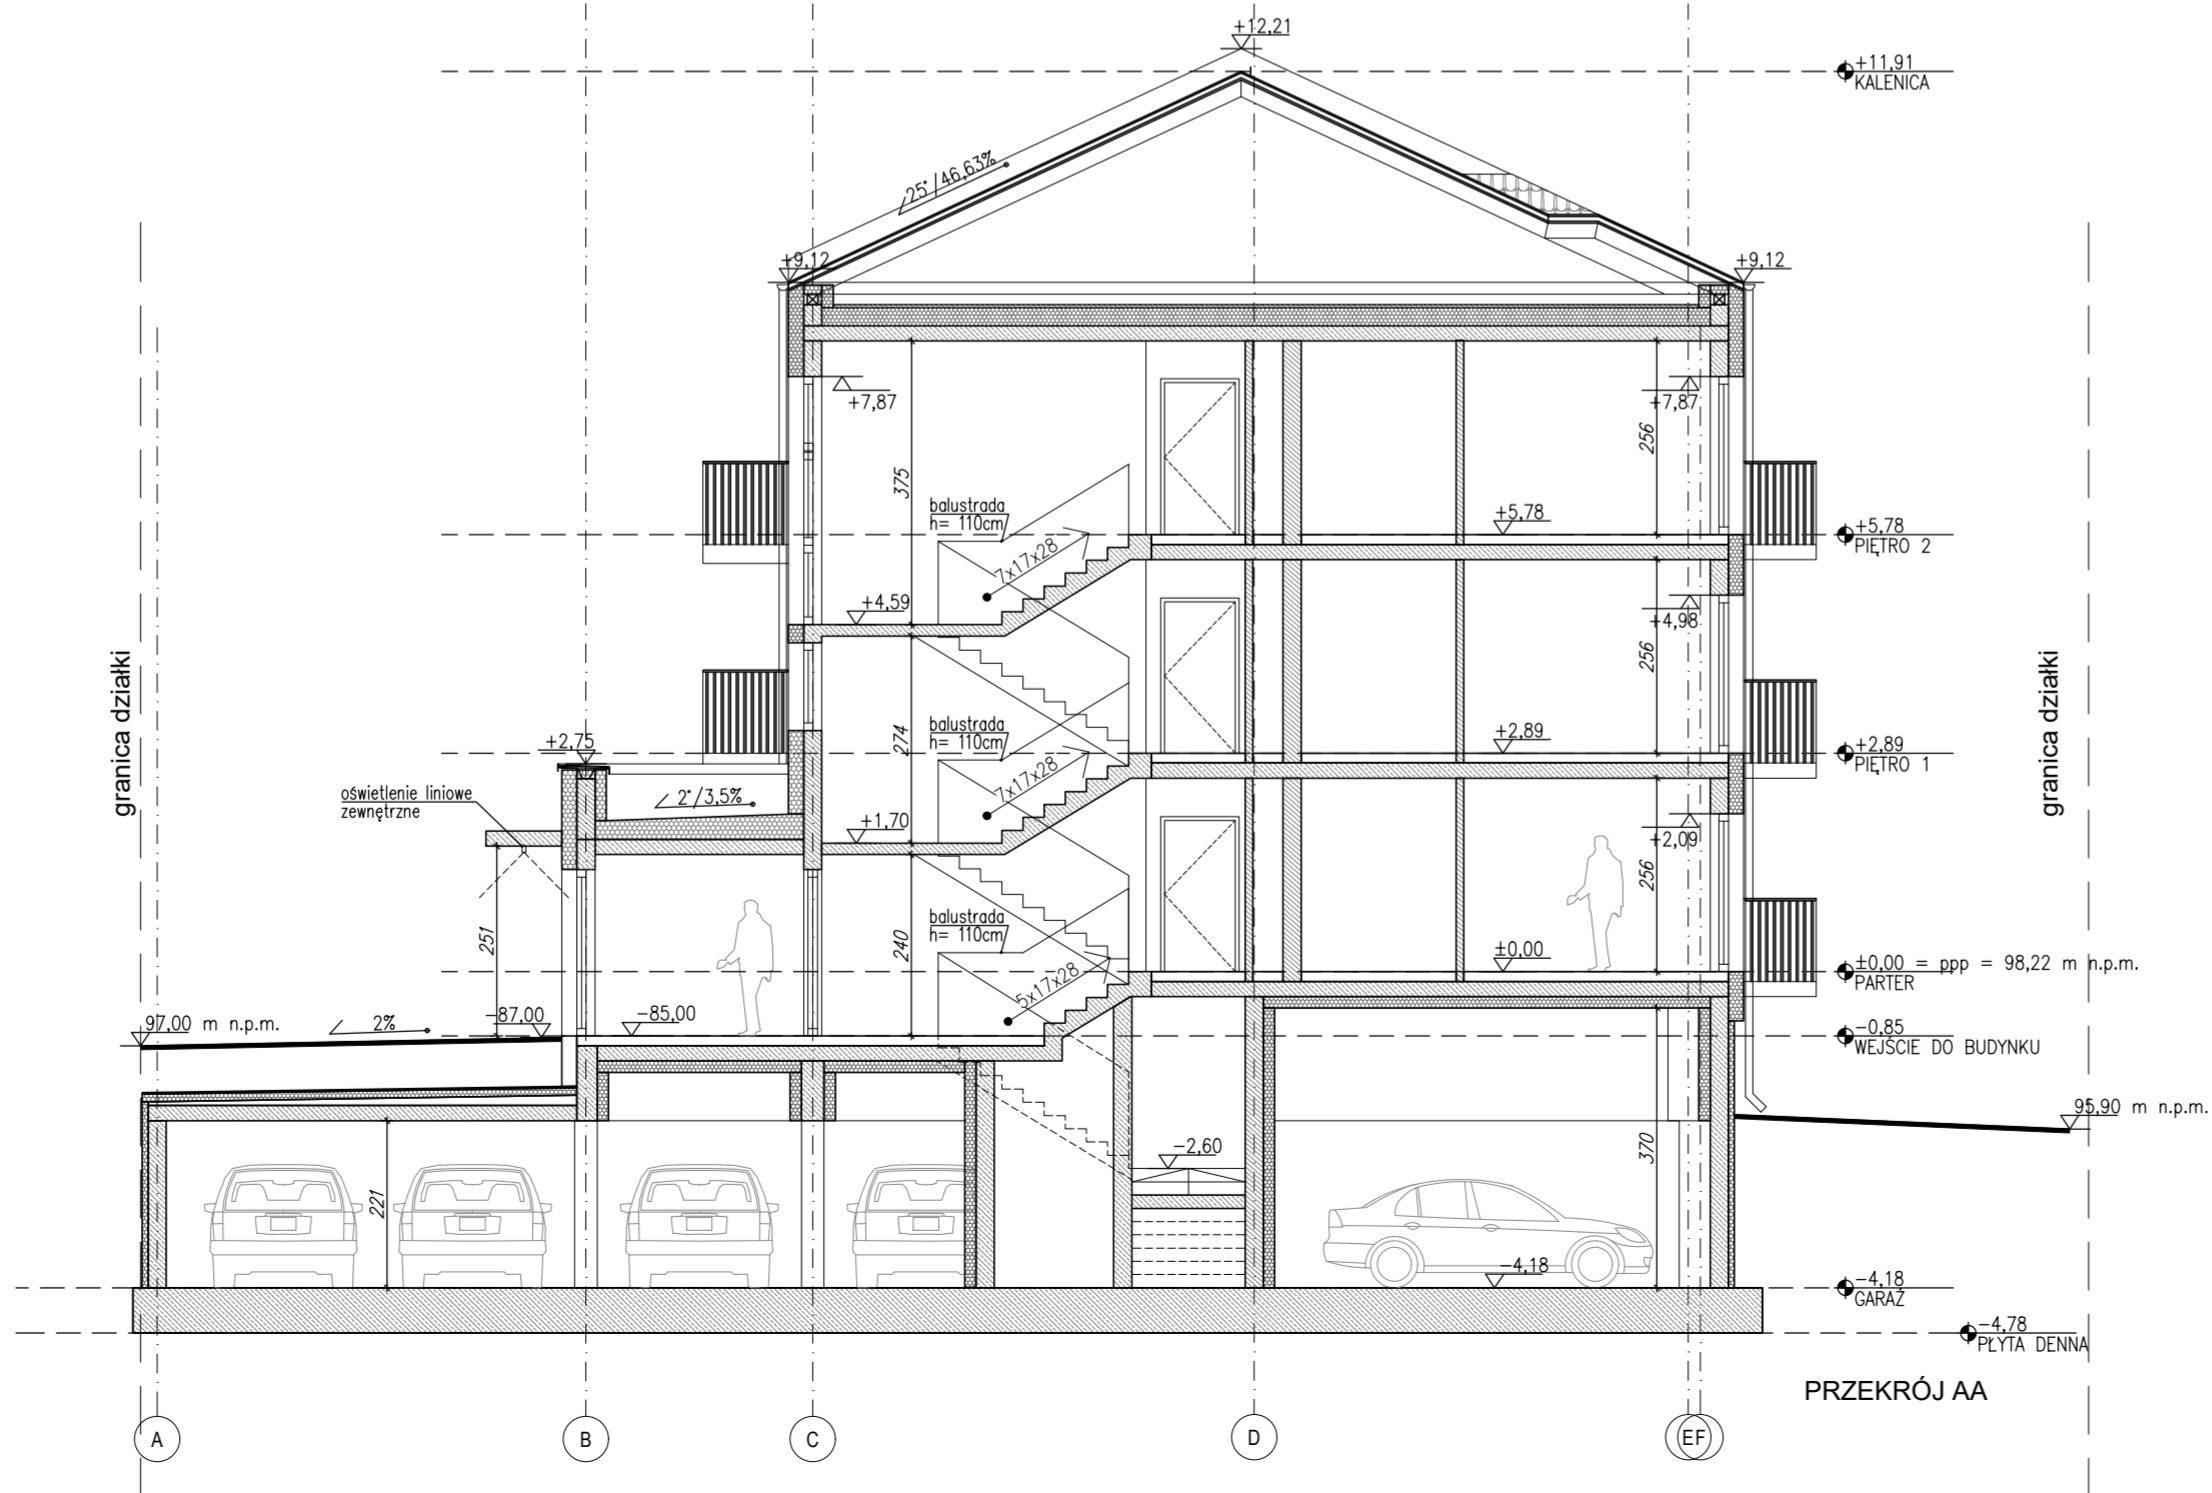 +12,21
+11,91
KALENICA
25°/46,63%
+9,12
+9,12
+7,87
+7,87
375
256
balustrada
h= 110cm
7x17x28
+5,78
+5,78
PIĘTRO 2
+4,59
+4,98
granica działki
granica działki
274
256
balustrada
h= 110cm
7x17x28
+2,89
+2,89
PIĘTRO 1
+2,75
2°/3,5%
oświetlenie liniowe
zewnętrzne
+1,70
+2,09
251
240
256
balustrada
h= 110cm
5x17x28
±0,00
±0,00 = ppp = 98,22 m n.p.m.
PARTER
97,00 m n.p.m.
2%
-87,00
-85,00
-0,85
WEJŚCIE DO BUDYNKU
95,90 m n.p.m.
-2,60
221
370
-4,18
-4,18
GARAŻ
-4,78
PŁYTA DENNA
PRZEKRÓJ AA
A
B
C
D
E
F